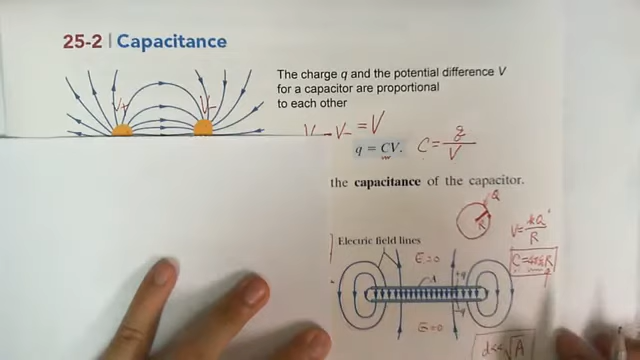 25-2 | Capacitance
The charge q and the potential difference V
for a capacitor are proportional
to each other
V+
V-
V- = V
q = CV.
C = q/V
the capacitance of the capacitor.
Q
R
V = kQ/R
C = 4πε₀R
Electric field lines
E=0
A
+q
-q
E=0
d<<√A